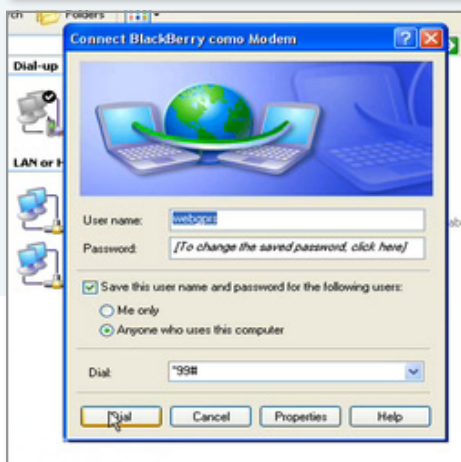 Folders
Connect BlackBerry como Modem
Dial-up
LAN or H
User name:
webgprs
Password:
[To change the saved password, click here]
Save this user name and password for the following users:
Me only
Anyone who uses this computer
Dial:
*99#
Dial
Cancel
Properties
Help